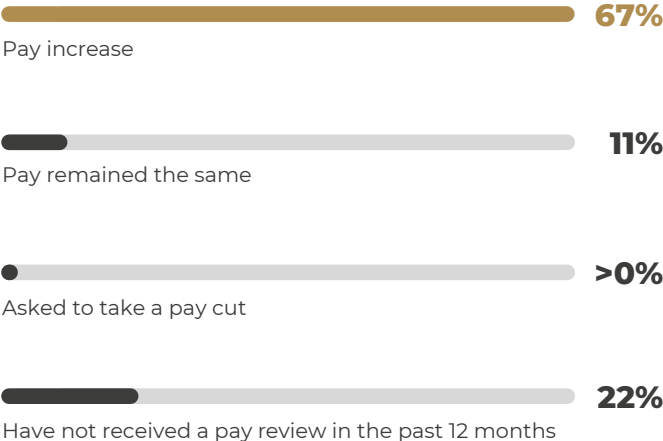 67%
Pay increase
11%
Pay remained the same
>0%
Asked to take a pay cut
22%
Have not received a pay review in the past 12 months